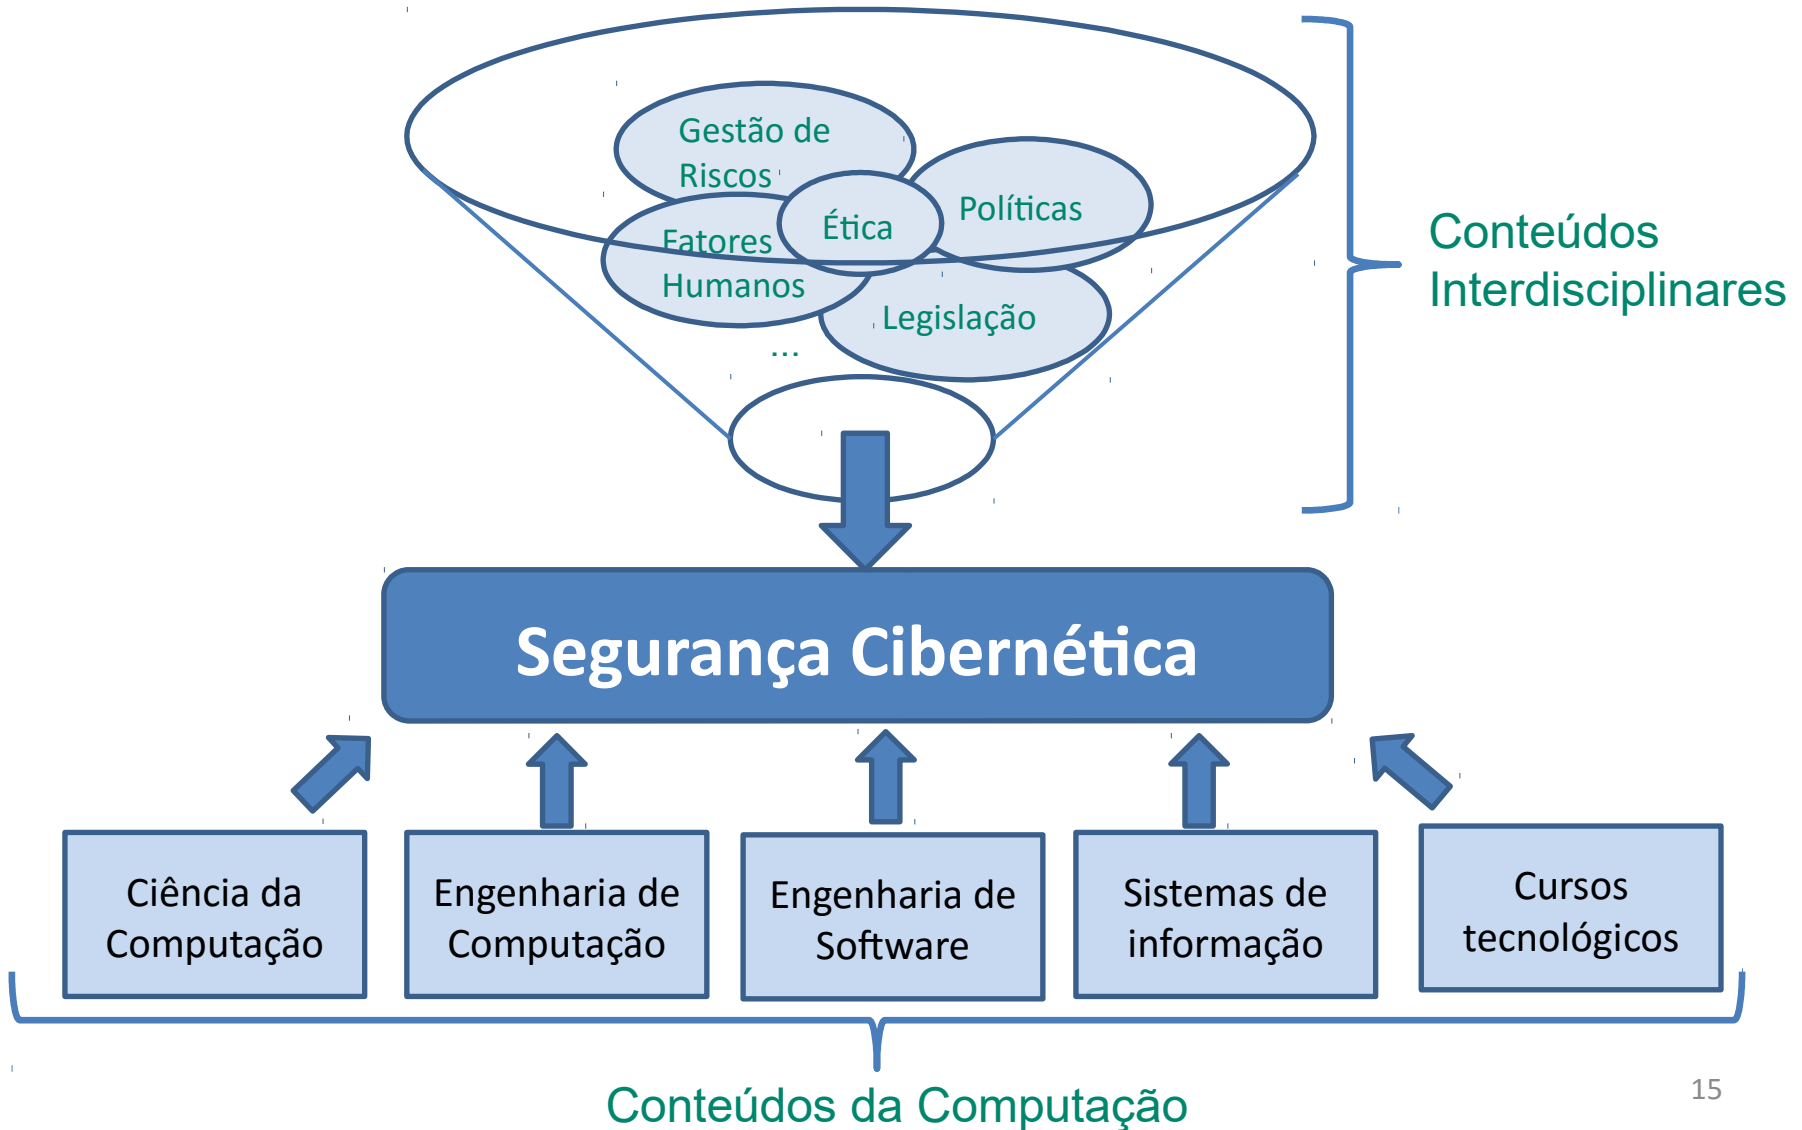 Gestão de
Riscos
Ética
Políticas
Fatores
Humanos
Legislação
...
Conteúdos
Interdisciplinares
Segurança Cibernética
Ciência da
Computação
Engenharia de
Computação
Engenharia de
Software
Sistemas de
informação
Cursos
tecnológicos
Conteúdos da Computação
15